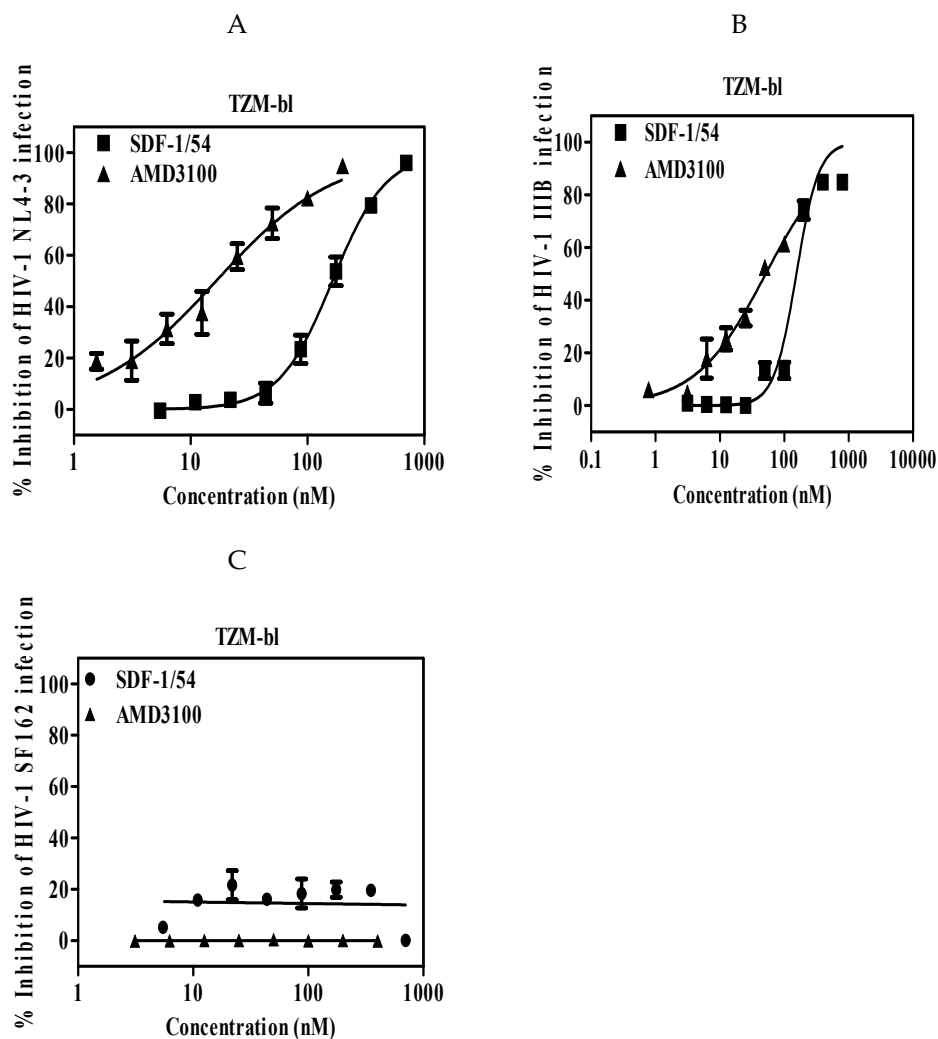 A
TZM-bl
SDF-1/54
AMD3100
% Inhibition of HIV-1 NL4-3 infection
100
80
60
40
20
0
1 10 100 1000
Concentration (nM)
B
TZM-bl
SDF-1/54
AMD3100
% Inhibition of HIV-1 IIIB infection
100
80
60
40
20
0
0.1 1 10 100 1000 10000
Concentration (nM)
C
TZM-bl
SDF-1/54
AMD3100
% Inhibition of HIV-1 SF162 infection
100
80
60
40
20
0
1 10 100 1000
Concentration (nM)